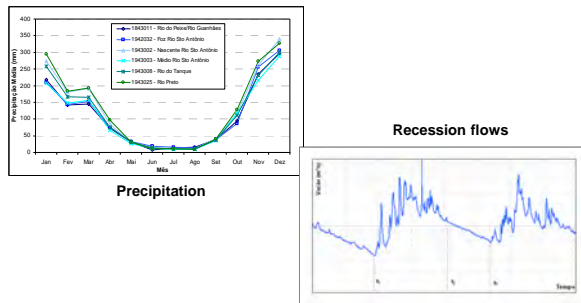 400
350
300
250
200
150
100
50
0
Precipitação Média (mm)
1843011 - Rio do Peixe/Rio Guanhães
1942032 - Foz Rio Sto Antônio
1943002 - Nascente Rio Sto Antônio
1943003 - Médio Rio Sto Antônio
1943008 - Rio do Tanque
1943025 - Rio Preto
Jan Fev Mar Abr Mai Jun Jul Ago Set Out Nov Dez
Mês
Precipitation
Recession flows
Tempo